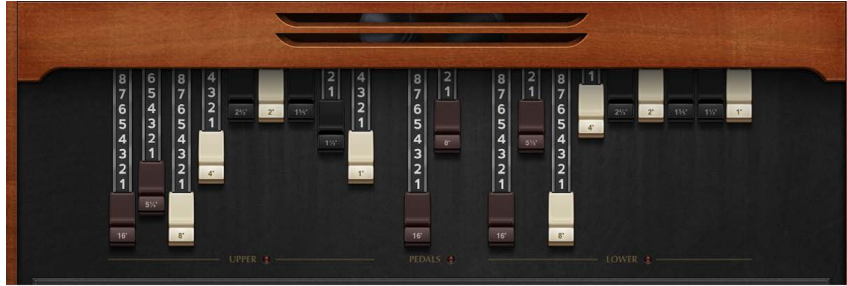 8 6 8 4 2 4 8 2 8 2 8 1
7 5 7 3 1 3 7 1 7 1 7
6 4 6 2 2⅔' 2' 1⅗' 2 6 6 6 2⅔' 2' 1⅗' 1⅓' 1'
5 3 5 1 1 5 5 5 4'
4 2 4 1⅓' 4 8' 4 5⅓' 4
3 1 3 3 3 3
2 2 4' 1' 2 2 2
1 1 1 1 1
5⅓'
16' 8' 16' 16' 8'
UPPER PEDALS LOWER